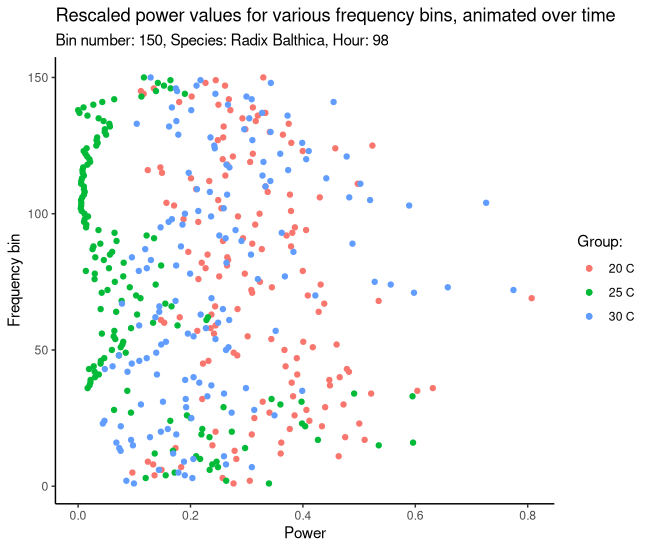 Rescaled power values for various frequency bins, animated over time
Bin number: 150, Species: Radix Balthica, Hour: 98
150
100
50
0
Frequency bin
0.0 0.2 0.4 0.6 0.8
Power
Group:
20 C
25 C
30 C